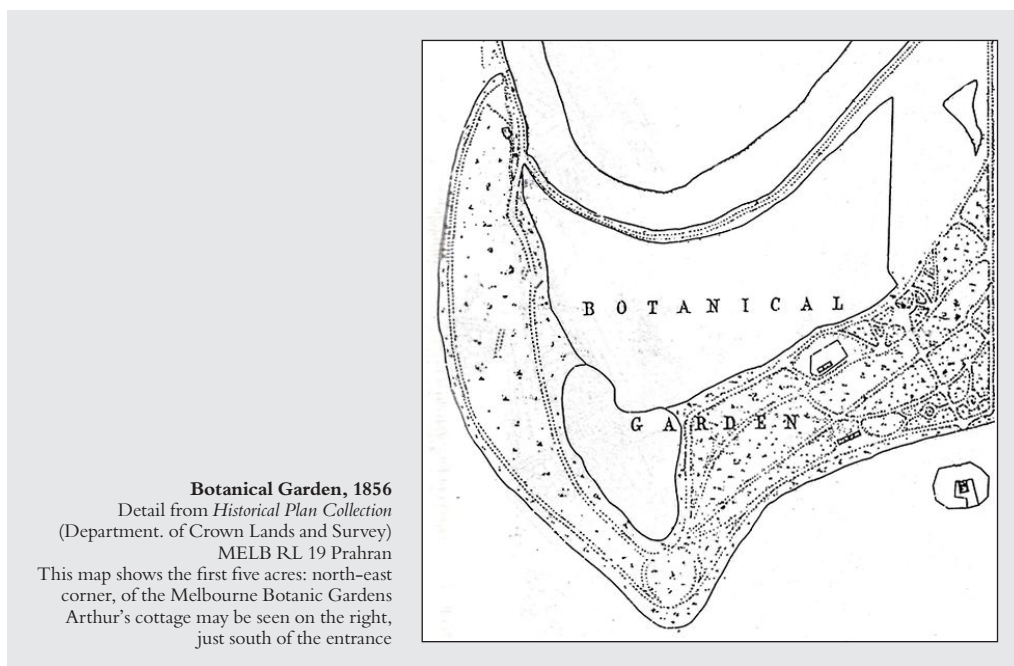 BOTANICAL
GARDEN
Botanical Garden, 1856
Detail from Historical Plan Collection
(Department. of Crown Lands and Survey)
MELB RL 19 Prahran
This map shows the first five acres: north-east
corner, of the Melbourne Botanic Gardens
Arthur's cottage may be seen on the right,
just south of the entrance